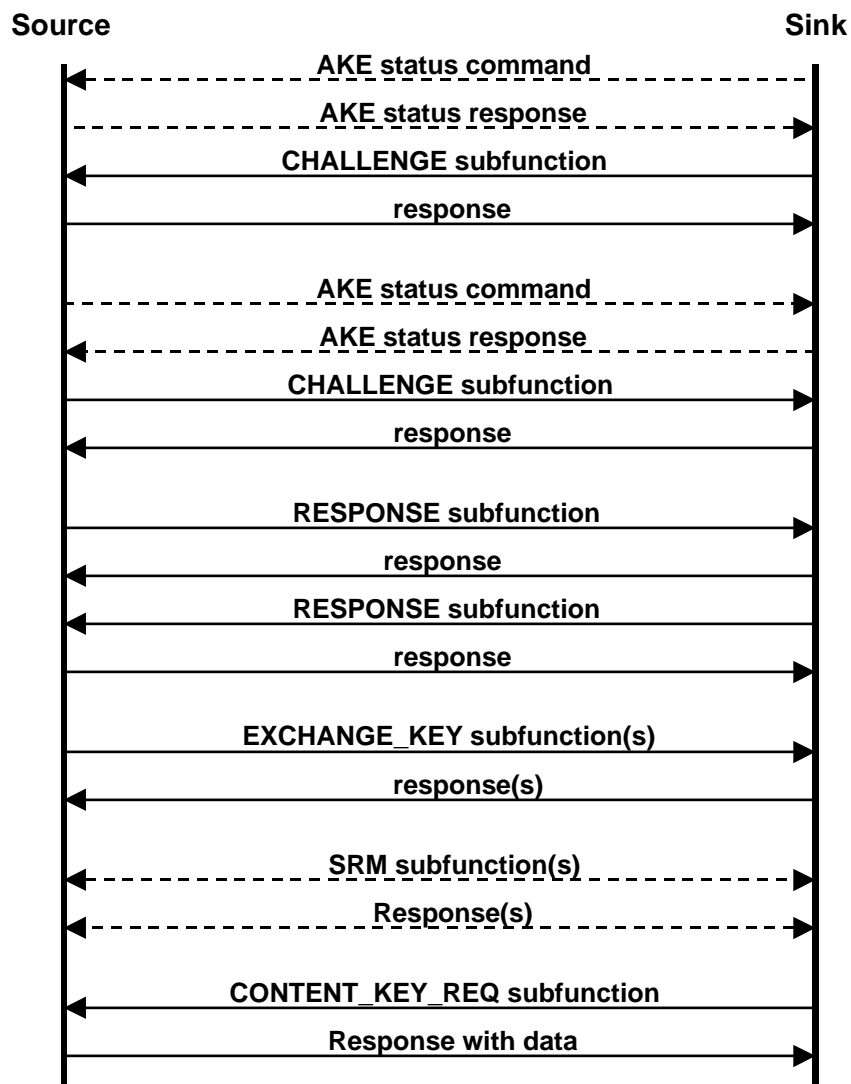 Source
Sink
AKE status command
AKE status response
CHALLENGE subfunction
response
AKE status command
AKE status response
CHALLENGE subfunction
response
RESPONSE subfunction
response
RESPONSE subfunction
response
EXCHANGE_KEY subfunction(s)
response(s)
SRM subfunction(s)
Response(s)
CONTENT_KEY_REQ subfunction
Response with data